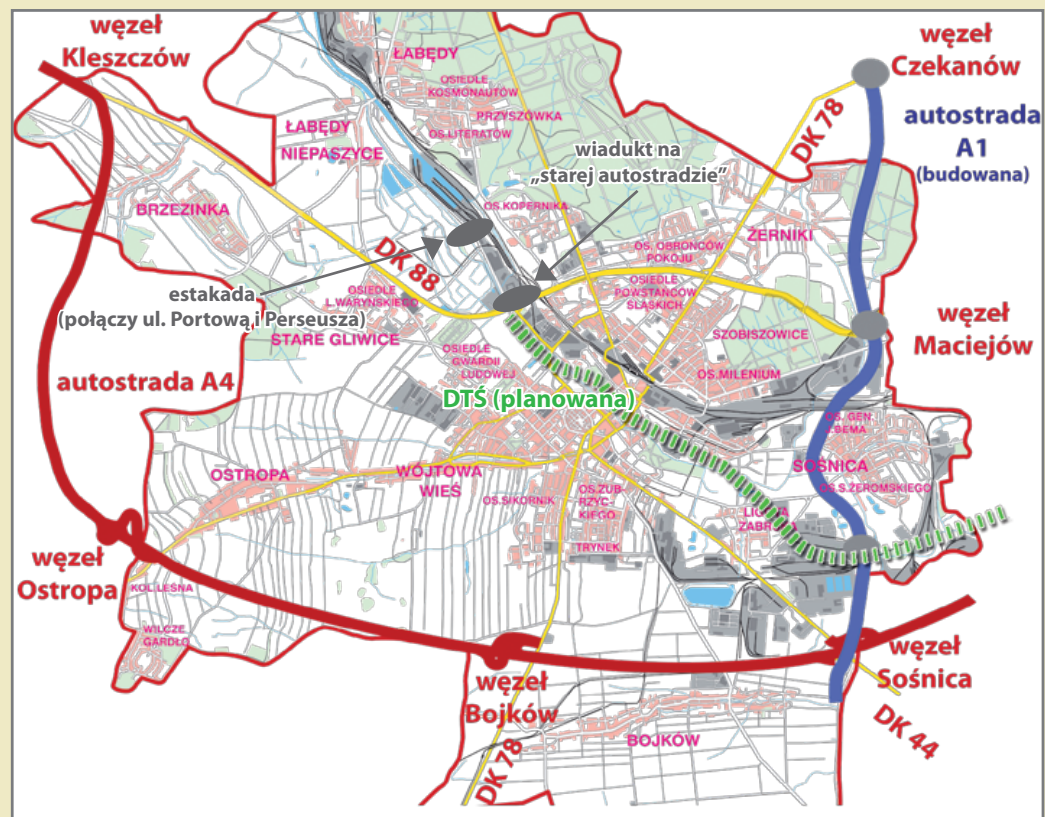 węzeł
Kleszczów
ŁABĘDY
OSIEDLE
KOSMONAUTÓW
PRZYSZÓWKA
OS.LITERATÓW
ŁABĘDY
NIEPASZYCE
węzeł
Czekanów
DK 78
autostrada
A1
(budowana)
wiadukt na
„starej autostradzie”
BRZEZINKA
OS.KOPERNIKA
ŻERNIKI
OS. OBROŃCÓW
POKOJU
DK 88
estakada
(połączy ul. Portową i Perseusza)
OSIEDLE
L.WARYŃSKIEGO
OSIEDLE
POWSTAŃCÓW
ŚLĄSKICH
STARE GLIWICE
SZOBISZOWICE
węzeł
Maciejów
OSIEDLE
GWARDII
LUDOWEJ
OS.MILENIUM
autostrada A4
DTŚ (planowana)
OS. GEN.
BEMA
SOŚNICA
OSTROPA
WÓJTOWA
WIEŚ
OS.SIKORNIK
OS.ZUB
RZYC-
KIEGO
OS.S.ŻEROMSKIEGO
LIGOTA
ZABRSKA
TRYNEK
węzeł
Ostropa
KOL.LEŚNA
WILCZE
GARDŁO
węzeł
Bojków
węzeł
Sośnica
DK 44
BOJKÓW
DK 78